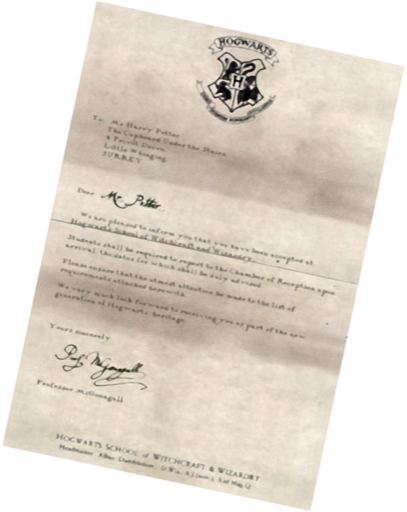 HOGWARTS
To Mr Harry Potter
The Cupboard Under the Stairs
4 Privet Drive
Little Whinging
SURREY
Dear Mr Potter
We are pleased to inform you that you have been accepted at
Hogwarts School of Witchcraft and Wizardry
Students shall be required to report to the Chamber of Reception upon
arrival, the dates for which shall be duly advised
Please ensure that the utmost attention be made to the list of
requirements attached herewith
We very much look forward to receiving you as part of the new
generation of Hogwarts heritage.
Yours sincerely
Prof. McGonagall
Professor McGonagall
HOGWARTS SCHOOL of WITCHCRAFT & WIZARDRY
Headmaster Albus Dumbledore